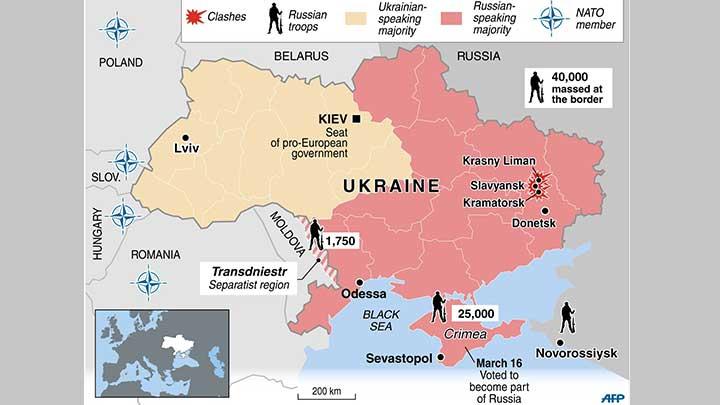 Clashes
Russian
troops
Ukrainian-
speaking
majority
Russian-
speaking
majority
NATO
member
POLAND
BELARUS
RUSSIA
40,000
massed at
the border
KIEV
Seat
of pro-European
government
Lviv
Krasny Liman
Slavyansk
Kramatorsk
Donetsk
SLOV.
UKRAINE
HUNGARY
MOLDOVA
1,750
ROMANIA
Transdniestr
Separatist region
Odessa
BLACK
SEA
25,000
Crimea
Sevastopol
Novorossiysk
March 16
Voted to
become part
of Russia
200 km
AFP